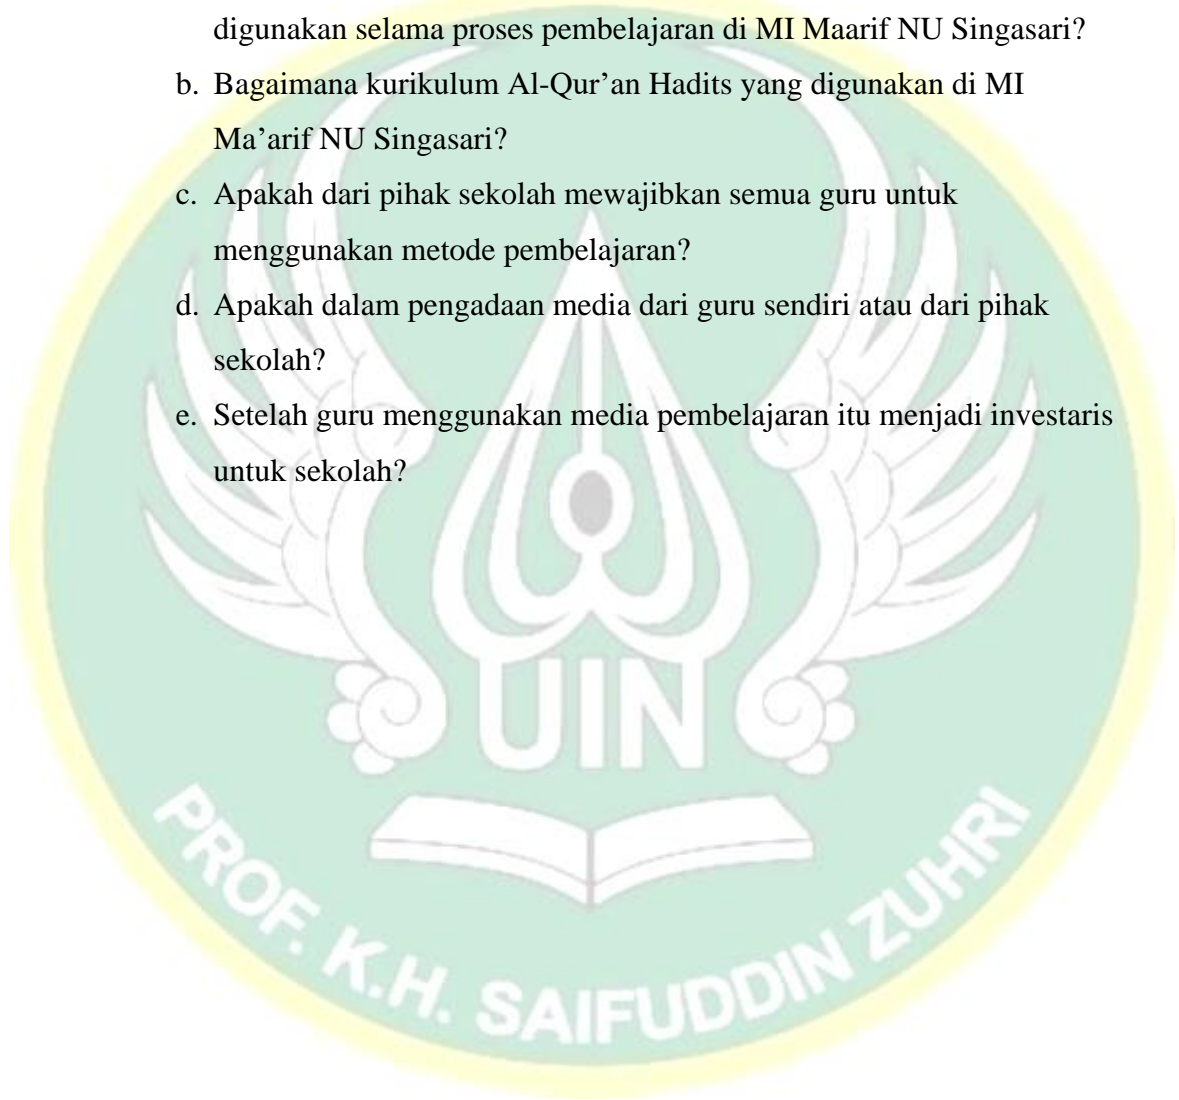 digunakan selama proses pembelajaran di MI Maarif NU Singasari?
b. Bagaimana kurikulum Al-Qur’an Hadits yang digunakan di MI
Ma’arif NU Singasari?
c. Apakah dari pihak sekolah mewajibkan semua guru untuk
menggunakan metode pembelajaran?
d. Apakah dalam pengadaan media dari guru sendiri atau dari pihak
sekolah?
e. Setelah guru menggunakan media pembelajaran itu menjadi investaris
untuk sekolah?
UIN
PROF. K.H. SAIFUDDIN ZUHRI